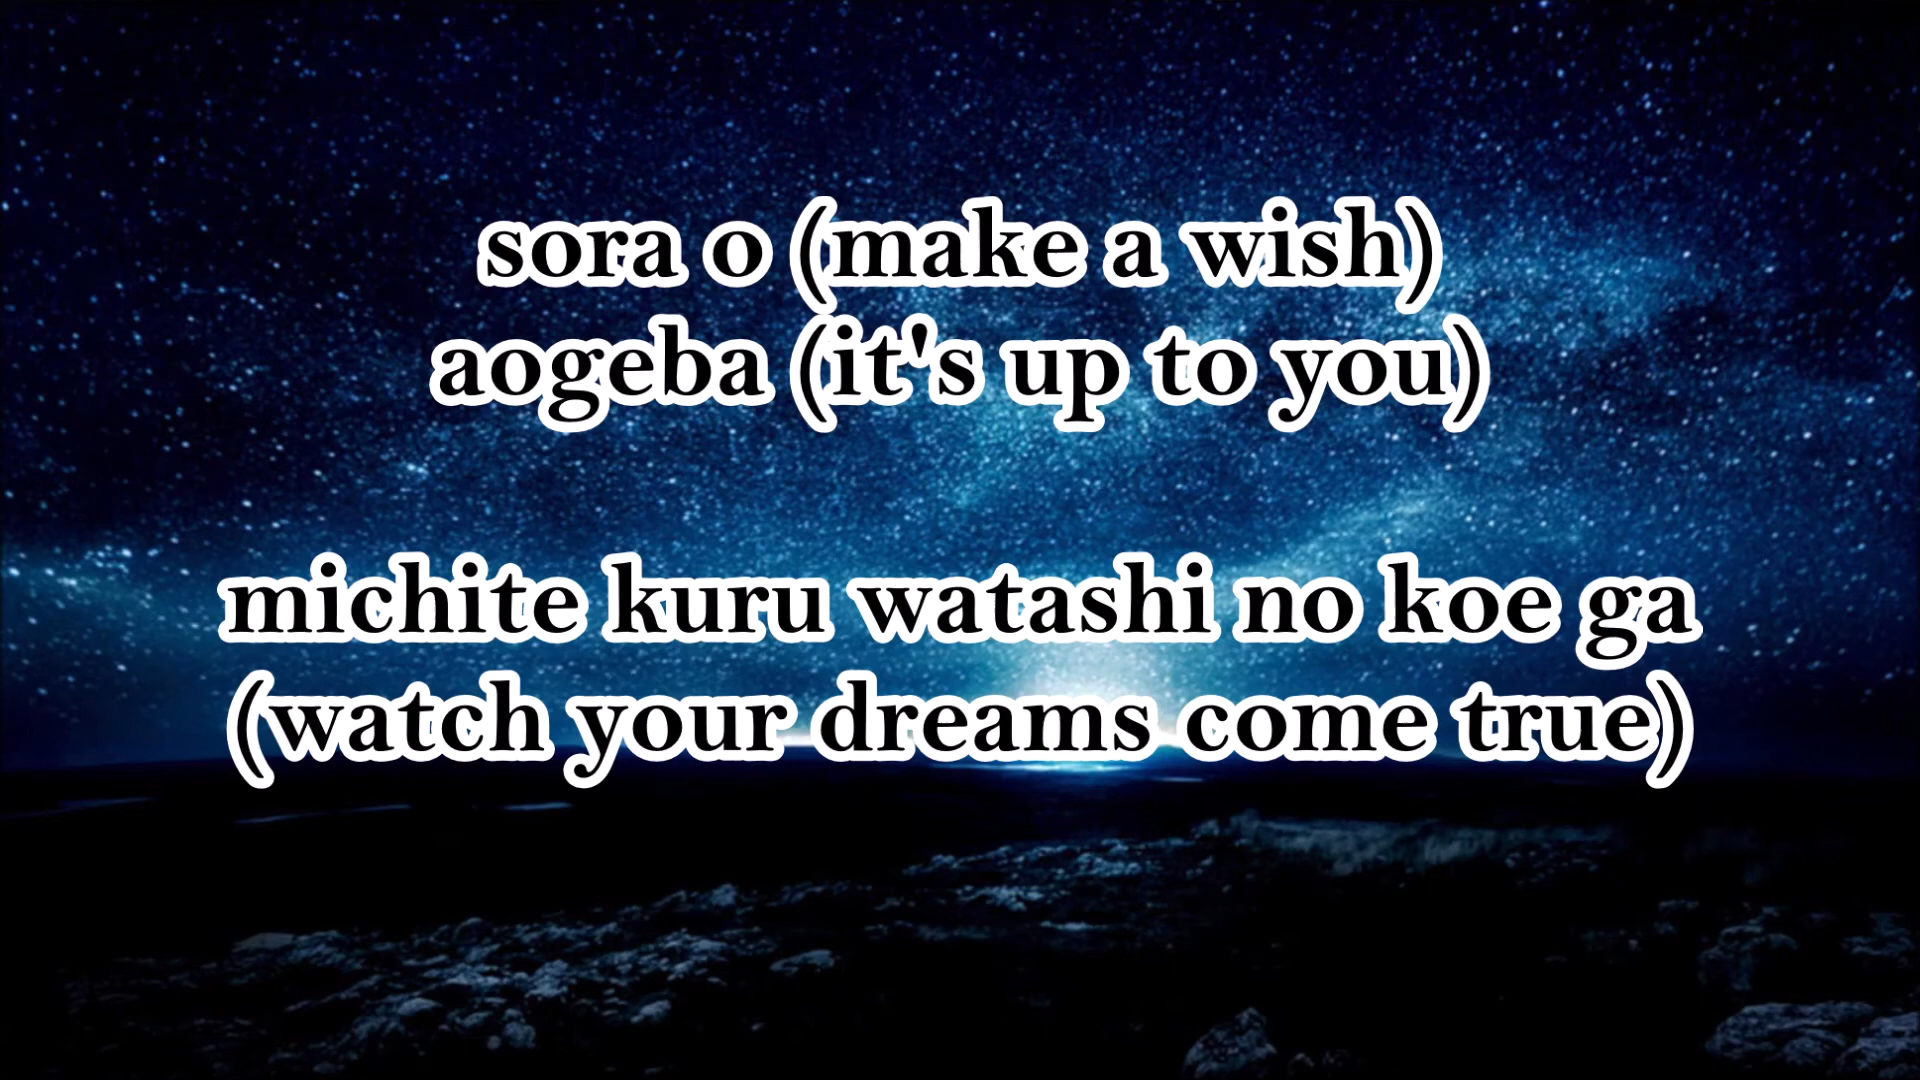 sora o (make a wish)
aogeba (it's up to you)
michite kuru watashi no koe ga
(watch your dreams come true)